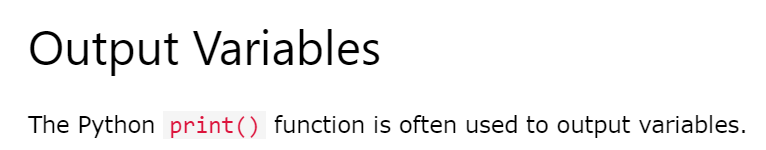 Output Variables
The Python print() function is often used to output variables.